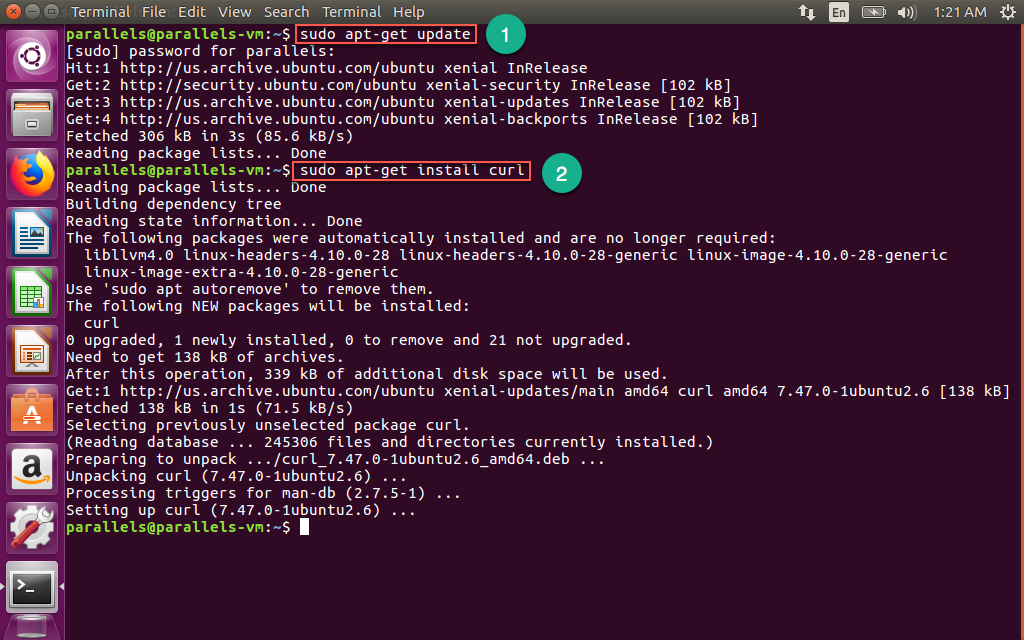 Terminal File Edit View Search Terminal Help En 1:21 AM
parallels@parallels-vm:~$ sudo apt-get update 1
[sudo] password for parallels:
Hit:1 http://us.archive.ubuntu.com/ubuntu xenial InRelease
Get:2 http://security.ubuntu.com/ubuntu xenial-security InRelease [102 kB]
Get:3 http://us.archive.ubuntu.com/ubuntu xenial-updates InRelease [102 kB]
Get:4 http://us.archive.ubuntu.com/ubuntu xenial-backports InRelease [102 kB]
Fetched 306 kB in 3s (85.6 kB/s)
Reading package lists... Done
parallels@parallels-vm:~$ sudo apt-get install curl 2
Reading package lists... Done
Building dependency tree
Reading state information... Done
The following packages were automatically installed and are no longer required:
  libllvm4.0 linux-headers-4.10.0-28 linux-headers-4.10.0-28-generic linux-image-4.10.0-28-generic
  linux-image-extra-4.10.0-28-generic
Use 'sudo apt autoremove' to remove them.
The following NEW packages will be installed:
  curl
0 upgraded, 1 newly installed, 0 to remove and 21 not upgraded.
Need to get 138 kB of archives.
After this operation, 339 kB of additional disk space will be used.
Get:1 http://us.archive.ubuntu.com/ubuntu xenial-updates/main amd64 curl amd64 7.47.0-1ubuntu2.6 [138 kB]
Fetched 138 kB in 1s (71.5 kB/s)
Selecting previously unselected package curl.
(Reading database ... 245306 files and directories currently installed.)
Preparing to unpack .../curl_7.47.0-1ubuntu2.6_amd64.deb ...
Unpacking curl (7.47.0-1ubuntu2.6) ...
Processing triggers for man-db (2.7.5-1) ...
Setting up curl (7.47.0-1ubuntu2.6) ...
parallels@parallels-vm:~$